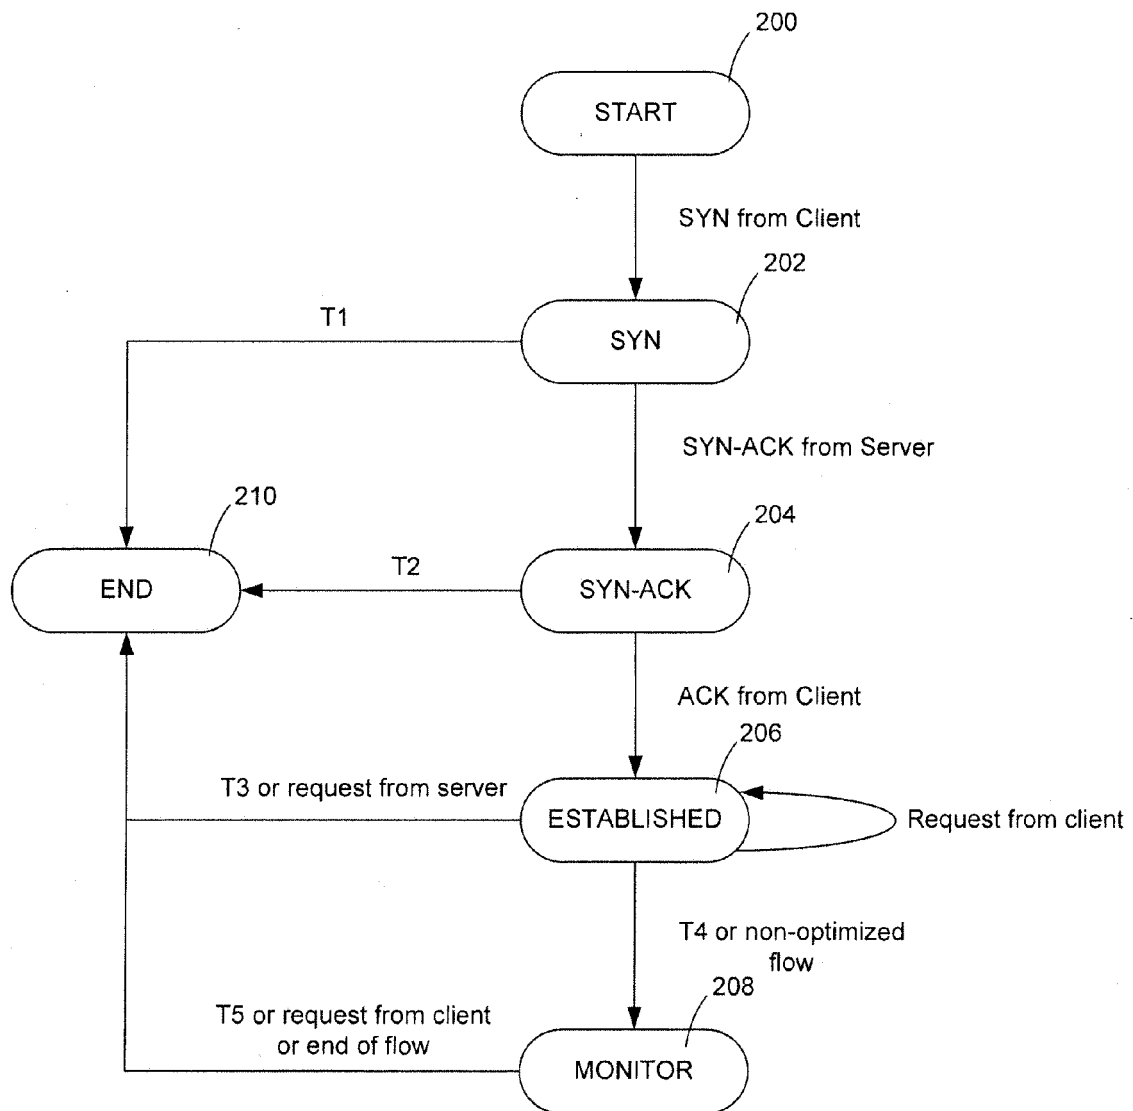 200
START
SYN from Client
202
T1
SYN
SYN-ACK from Server
210
204
END
T2
SYN-ACK
ACK from Client
206
T3 or request from server
ESTABLISHED
Request from client
T4 or non-optimized
flow
208
T5 or request from client
or end of flow
MONITOR